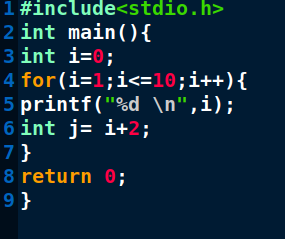 1 #include<stdio.h>
2 int main(){
3 int i=0;
4 for(i=1;i<=10;i++){
5 printf("%d \n",i);
6 int j= i+2;
7 }
8 return 0;
9 }